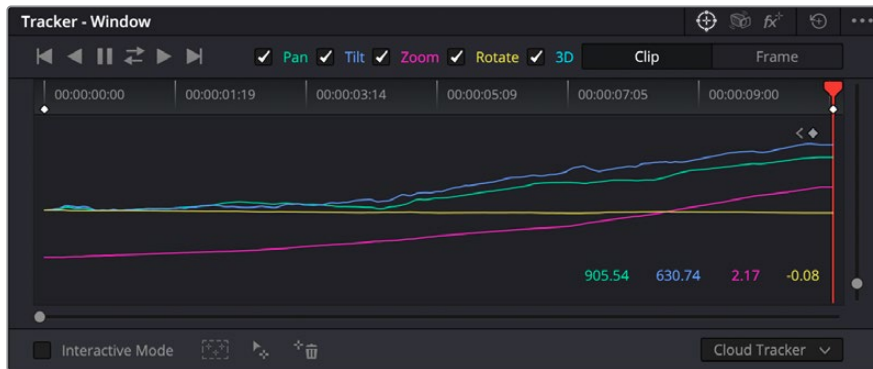 Tracker - Window
Pan Tilt Zoom Rotate 3D Clip Frame
00:00:00:00 00:00:01:19 00:00:03:14 00:00:05:09 00:00:07:05 00:00:09:00
905.54 630.74 2.17 -0.08
Interactive Mode Cloud Tracker